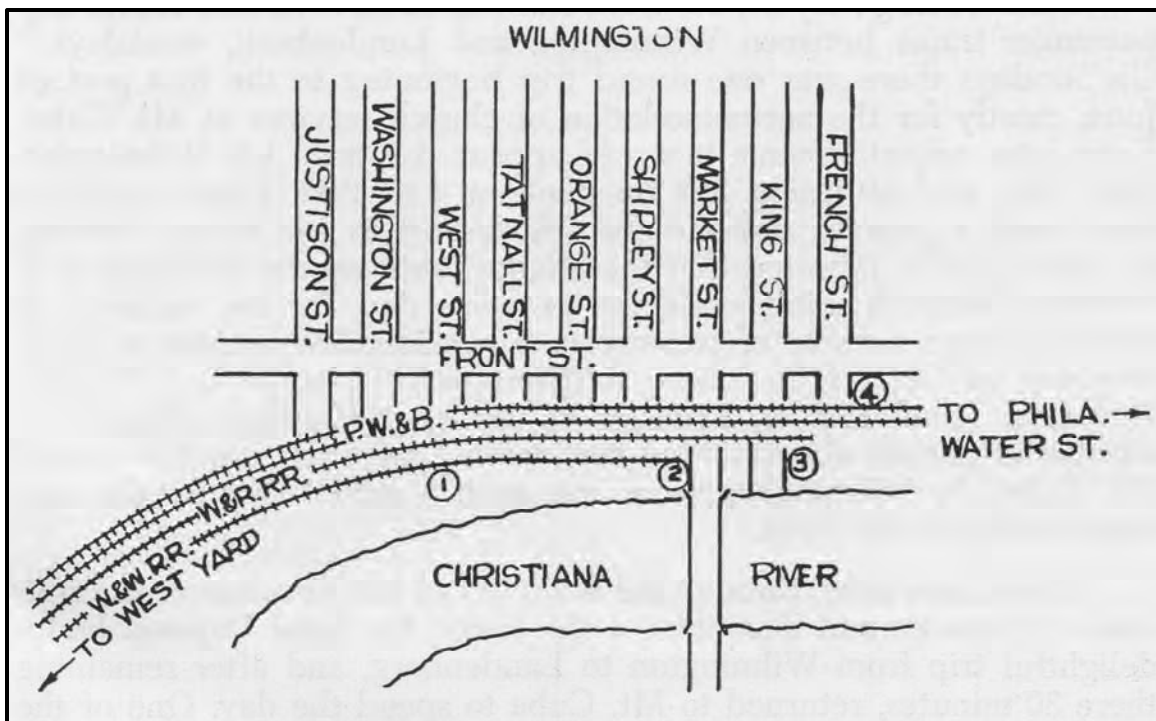 WILMINGTON
JUSTISON ST.
WASHINGTON ST.
WEST ST.
TATNALL ST.
ORANGE ST.
SHIPLEY ST.
MARKET ST.
KING ST.
FRENCH ST.
FRONT ST.
4
P.W.&B.
TO PHILA.
WATER ST.
W.&R.RR.
1
2
3
W.&W.R.R.
TO WEST YARD
CHRISTIANA RIVER